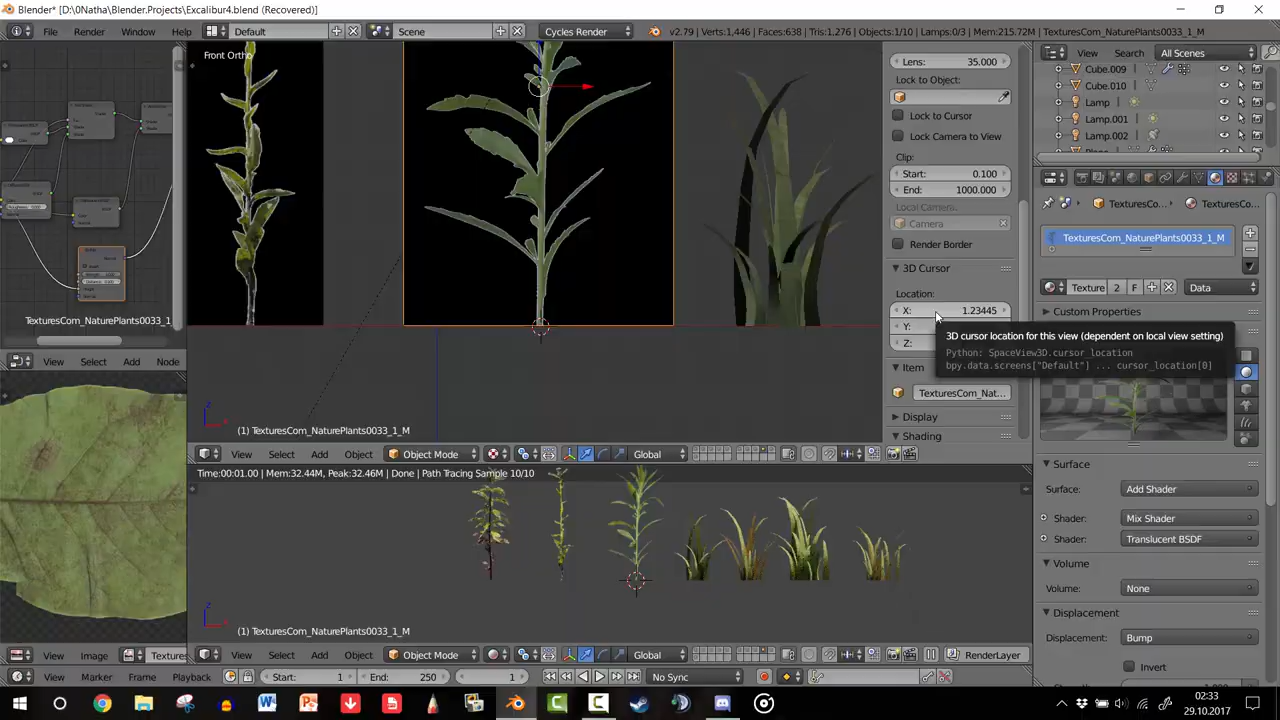 Blender* [D:\0Natha\Blender.Projects\Excalibur4.blend (Recovered)]
File Render Window Help Default Scene Cycles Render v2.79 | Verts:1,446 | Faces:638 | Tris:1,276 | Objects:1/10 | Lamps:0/3 | Mem:215.72M | TexturesCom_NaturePlants0033_1_M
Front Ortho
Lens: 35.000
Lock to Object:
Lock to Cursor
Lock Camera to View
Clip:
Start: 0.100
End: 1000.000
Local Camera:
Camera
Render Border
3D Cursor
Location:
X: 1.23445
Y:
Z:
3D cursor location for this view (dependent on local view setting)
Python: SpaceView3D.cursor_location
bpy.data.screens["Default"] ... cursor_location[0]
Item
TexturesCom_Nat...
Display
Shading
View Search All Scenes
Cube.009
Cube.010
Lamp
Lamp.001
Lamp.002
TexturesCo... TexturesCo...
TexturesCom_NaturePlants0033_1_M
Texture 2 F Data
Custom Properties
Surface
Surface: Add Shader
Shader: Mix Shader
Shader: Translucent BSDF
Volume
Volume: None
Displacement
Displacement: Bump
Invert
TexturesCom_NaturePlants0033_1_M
Select Add Node
(1) TexturesCom_NaturePlants0033_1_M
View Select Add Object Object Mode Global
Time:00:01.00 | Mem:32.44M, Peak:32.46M | Done | Path Tracing Sample 10/10
(1) TexturesCom_NaturePlants0033_1_M
View Image Textures
View Select Add Object Object Mode Global RenderLayer
View Marker Frame Playback Start: 1 End: 250 1 No Sync
02:33
29.10.2017